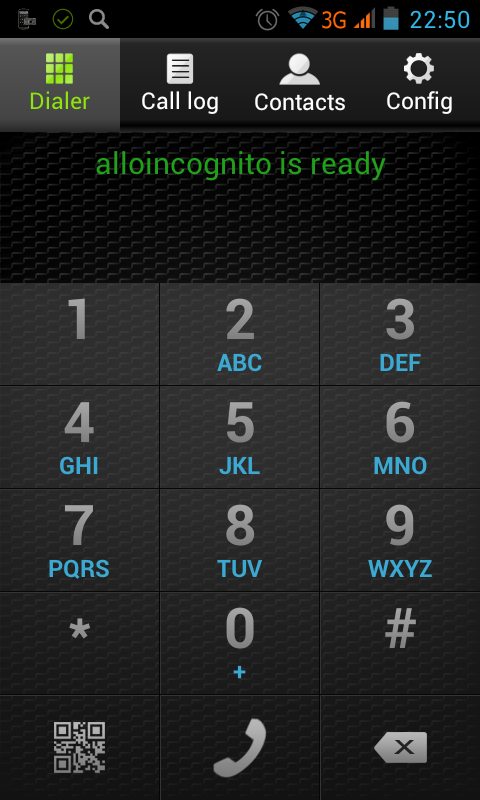 3G 22:50
Dialer Call log Contacts Config
alloincognito is ready
1 2 3
ABC DEF
4 5 6
GHI JKL MNO
7 8 9
PQRS TUV WXYZ
* 0 #
+